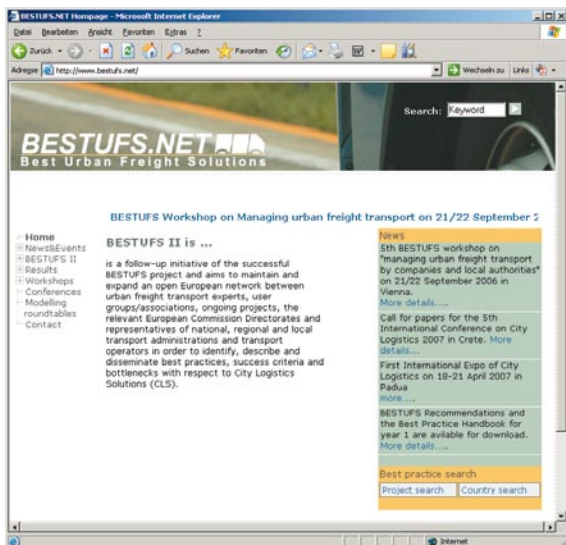 BESTUFS.NET Hompage - Microsoft Internet Explorer
Datei Bearbeiten Ansicht Favoriten Extras ?
Zurück Suchen Favoriten
Adresse http://www.bestufs.net/ Wechseln zu Links
Search: Keyword
BESTUFS.NET
Best Urban Freight Solutions
BESTUFS Workshop on Managing urban freight transport on 21/22 September 2
Home
News&Events
BESTUFS II
Results
Workshops
Conferences
Modelling
roundtables
Contact
BESTUFS II is ...
is a follow-up initiative of the successful
BESTUFS project and aims to maintain and
expand an open European network between
urban freight transport experts, user
groups/associations, ongoing projects, the
relevant European Commission Directorates and
representatives of national, regional and local
transport administrations and transport
operators in order to identify, describe and
disseminate best practices, success criteria and
bottlenecks with respect to City Logistics
Solutions (CLS).
News
5th BESTUFS workshop on
"managing urban freight transport
by companies and local authorities"
on 21/22 September 2006 in
Vienna.
More details....
Call for papers for the 5th
International Conference on City
Logistics 2007 in Crete. More
details...
First International Expo of City
Logistics on 18-21 April 2007 in
Padua
more....
BESTUFS Recommendations and
the Best Practice Handbook for
year 1 are avilable for download.
More details....
Best practice search
Project search Country search
Internet